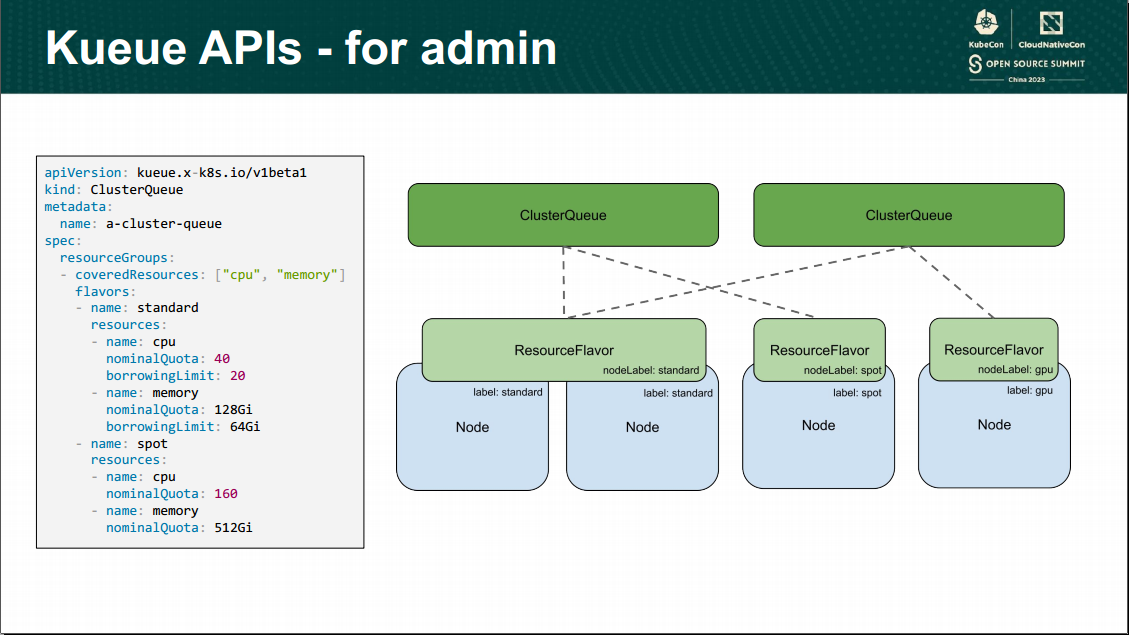 Kueue APIs - for admin
KubeCon
CloudNativeCon
OPEN SOURCE SUMMIT
China 2023
apiVersion: kueue.x-k8s.io/v1beta1
kind: ClusterQueue
metadata:
  name: a-cluster-queue
spec:
  resourceGroups:
  - coveredResources: ["cpu", "memory"]
    flavors:
    - name: standard
      resources:
      - name: cpu
        nominalQuota: 40
        borrowingLimit: 20
      - name: memory
        nominalQuota: 128Gi
        borrowingLimit: 64Gi
    - name: spot
      resources:
      - name: cpu
        nominalQuota: 160
      - name: memory
        nominalQuota: 512Gi
ClusterQueue
ClusterQueue
ResourceFlavor
nodeLabel: standard
ResourceFlavor
nodeLabel: spot
ResourceFlavor
nodeLabel: gpu
label: standard
Node
label: standard
Node
label: spot
Node
label: gpu
Node